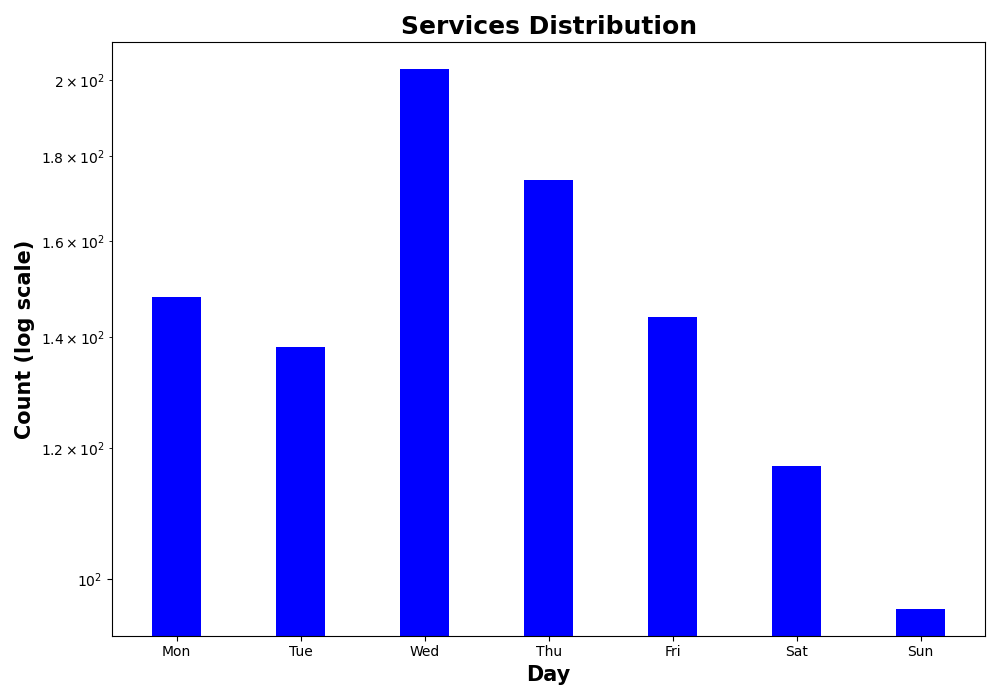 Services Distribution
Count (log scale)
2 × 10²
1.8 × 10²
1.6 × 10²
1.4 × 10²
1.2 × 10²
10²
Mon Tue Wed Thu Fri Sat Sun
Day